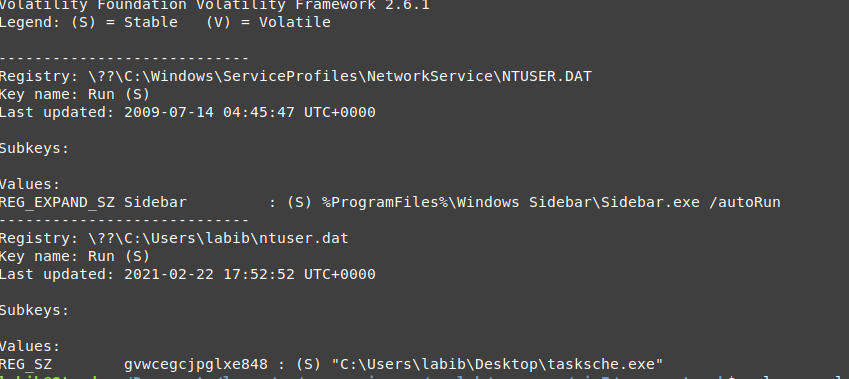 Volatility Foundation Volatility Framework 2.6.1
Legend: (S) = Stable   (V) = Volatile
----------------------------
Registry: \??\C:\Windows\ServiceProfiles\NetworkService\NTUSER.DAT
Key name: Run (S)
Last updated: 2009-07-14 04:45:47 UTC+0000
Subkeys:
Values:
REG_EXPAND_SZ Sidebar         : (S) %ProgramFiles%\Windows Sidebar\Sidebar.exe /autoRun
----------------------------
Registry: \??\C:\Users\labib\ntuser.dat
Key name: Run (S)
Last updated: 2021-02-22 17:52:52 UTC+0000
Subkeys:
Values:
REG_SZ        gvwcegcjpglxe848 : (S) "C:\Users\labib\Desktop\tasksche.exe"